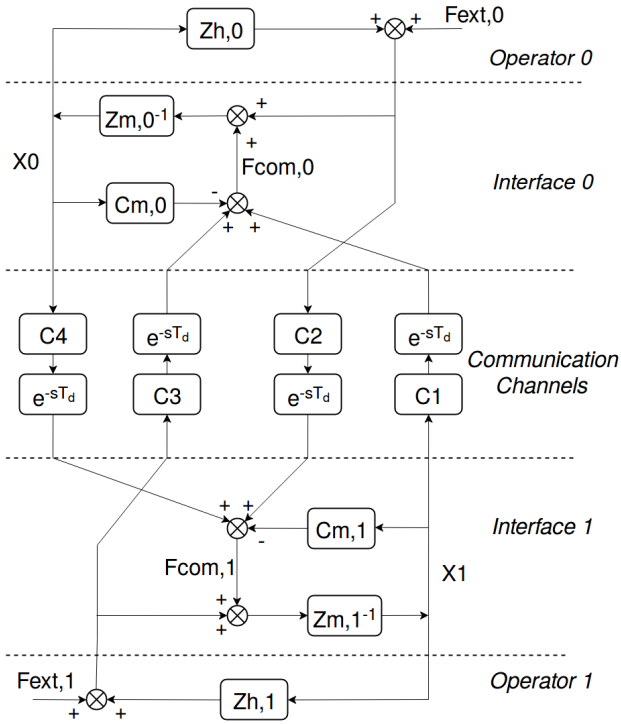 Zh,0
+ +
Fext,0
Operator 0
Zm,0⁻¹
+
+
Fcom,0
X0
Cm,0
-
+ +
Interface 0
C4
e⁻ˢᵀd
e⁻ˢᵀd
C3
C2
e⁻ˢᵀd
e⁻ˢᵀd
C1
Communication
Channels
+ +
-
Cm,1
Interface 1
Fcom,1
X1
+
+
Zm,1⁻¹
Fext,1
+ +
Zh,1
Operator 1